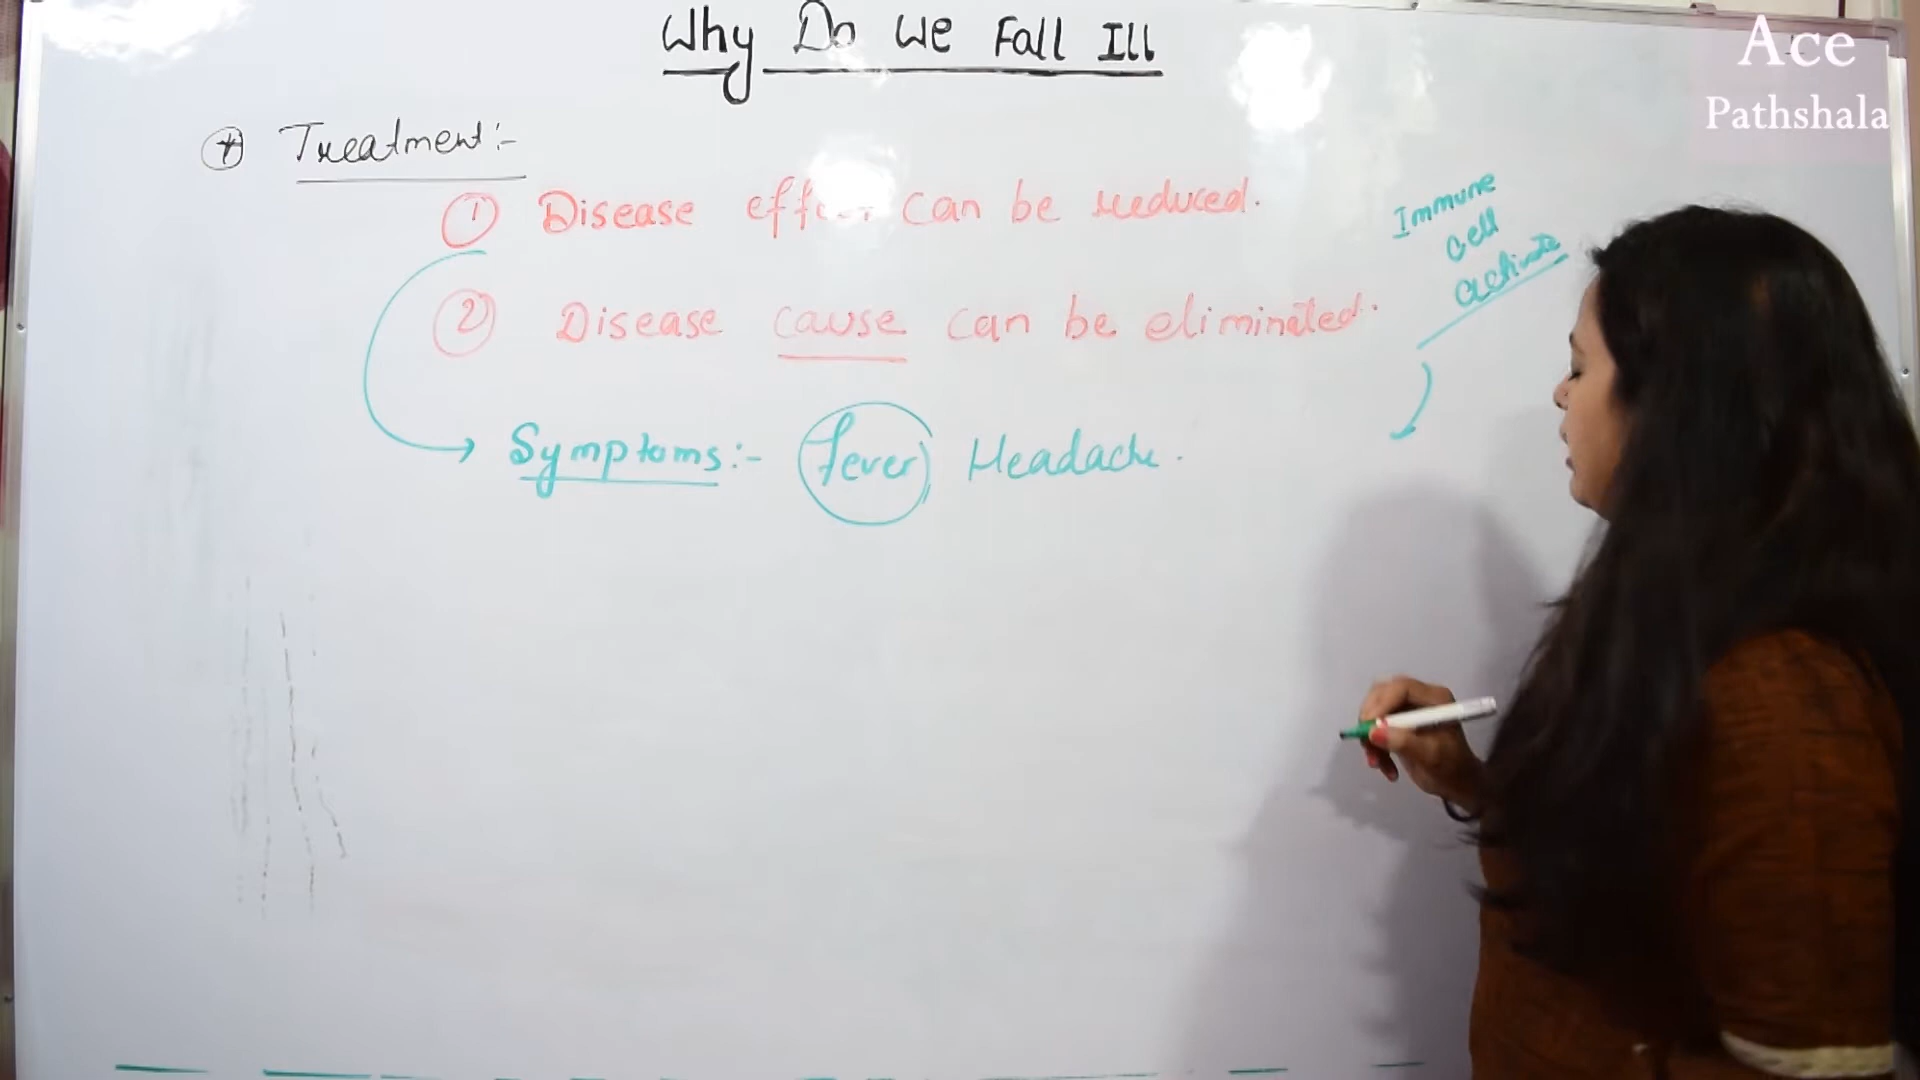 Why Do We Fall Ill
Ace
Pathshala
Treatment:-
① Disease effect can be reduced.
② Disease cause can be eliminated.
Immune
cell
activate
Symptoms:- fever, Headache.